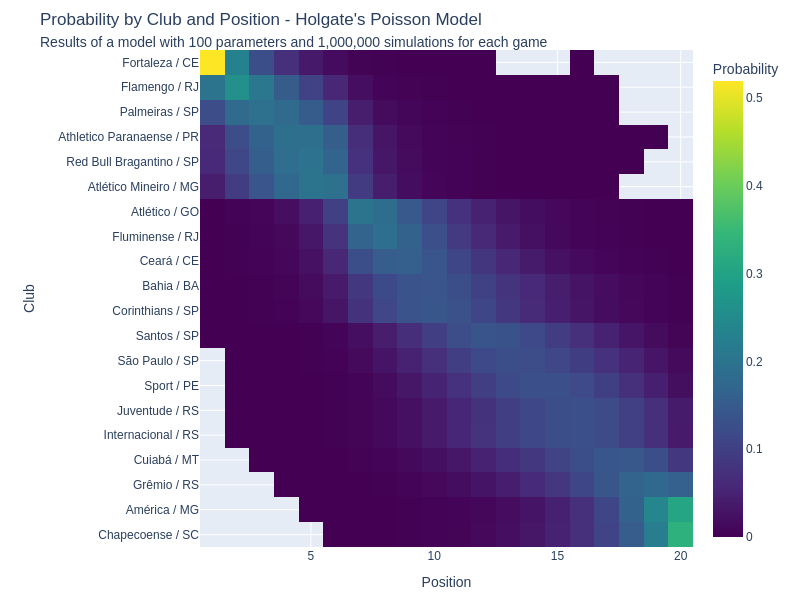 Probability by Club and Position - Holgate's Poisson Model
Results of a model with 100 parameters and 1,000,000 simulations for each game
Probability
Fortaleza / CE
Flamengo / RJ
Palmeiras / SP
Athletico Paranaense / PR
Red Bull Bragantino / SP
Atlético Mineiro / MG
Atlético / GO
Fluminense / RJ
Ceará / CE
Bahia / BA
Corinthians / SP
Santos / SP
São Paulo / SP
Sport / PE
Juventude / RS
Internacional / RS
Cuiabá / MT
Grêmio / RS
América / MG
Chapecoense / SC
Club
0.5
0.4
0.3
0.2
0.1
0
5 10 15 20
Position